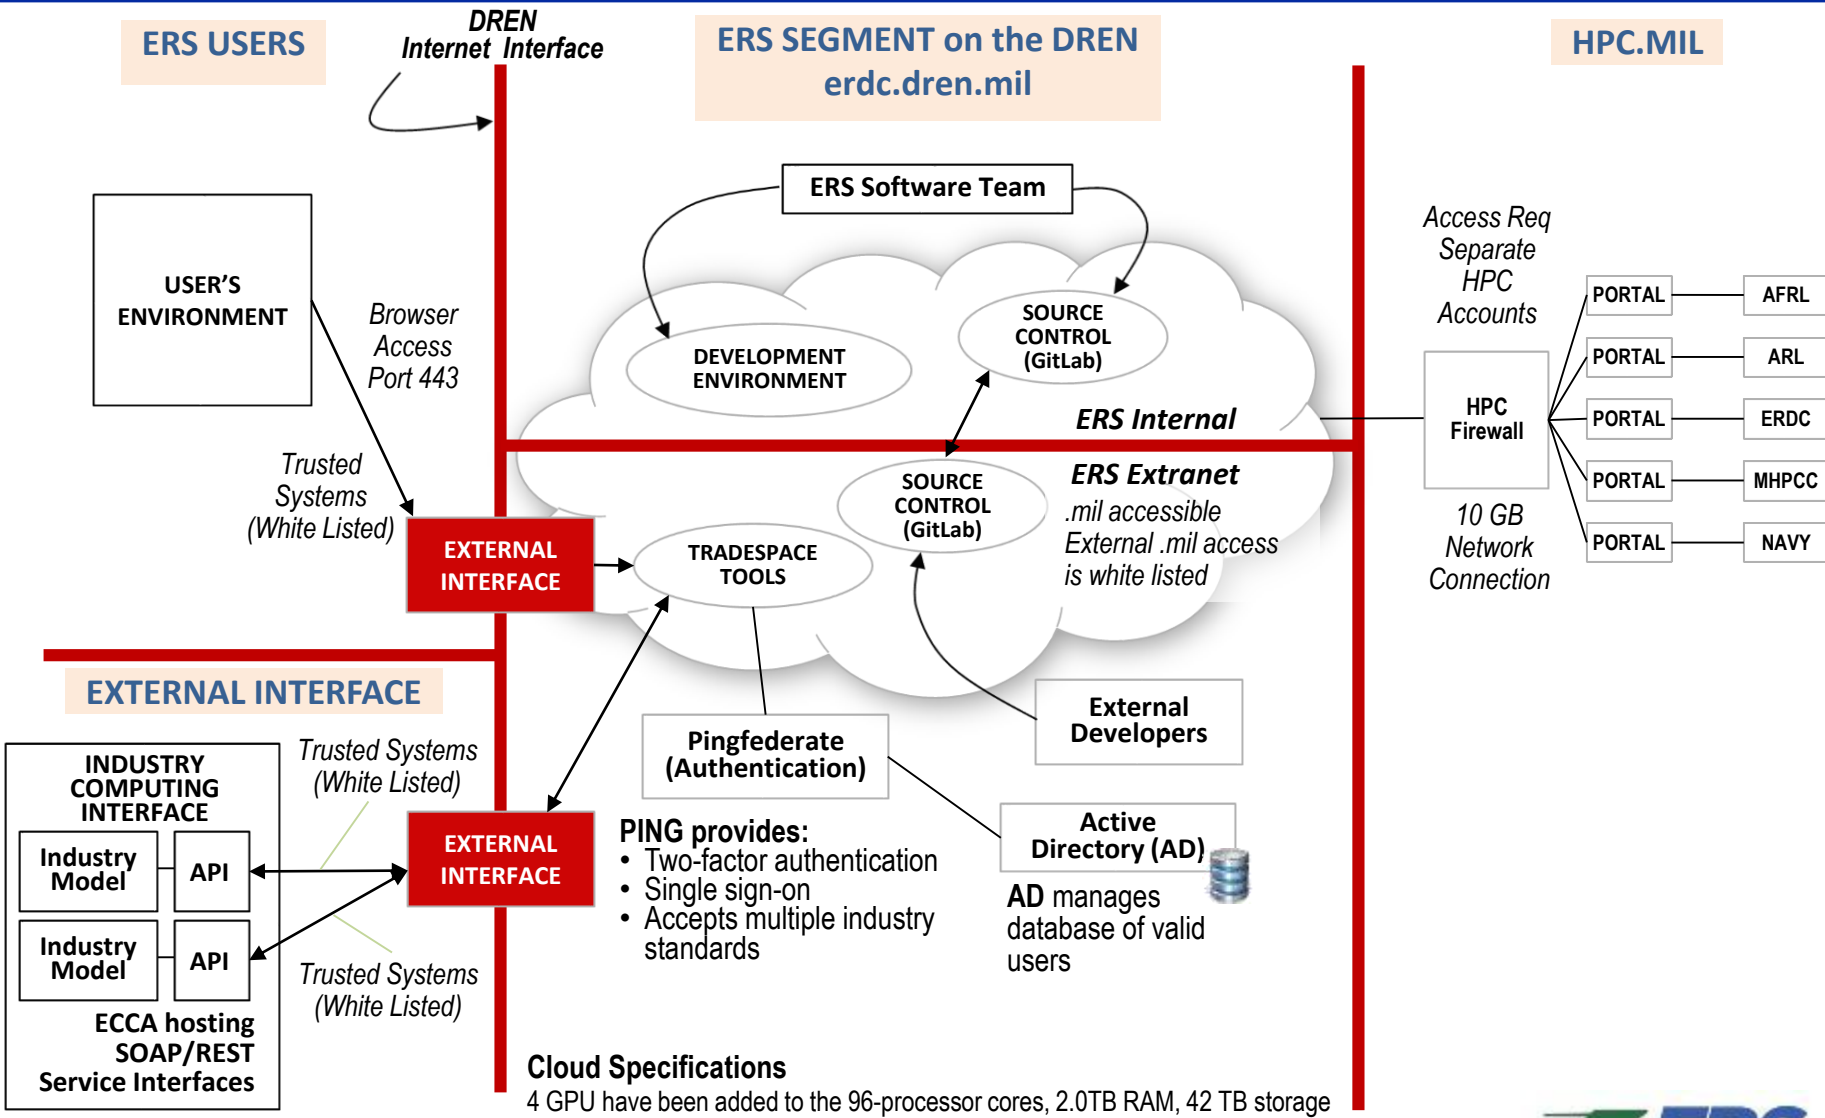 ERS USERS
DREN
Internet Interface
ERS SEGMENT on the DREN
erdc.dren.mil
HPC.MIL
USER'S
ENVIRONMENT
Browser
Access
Port 443
Trusted
Systems
(White Listed)
EXTERNAL
INTERFACE
ERS Software Team
DEVELOPMENT
ENVIRONMENT
SOURCE
CONTROL
(GitLab)
ERS Internal
ERS Extranet
.mil accessible
External .mil access
is white listed
SOURCE
CONTROL
(GitLab)
TRADESPACE
TOOLS
Access Req
Separate
HPC
Accounts
HPC
Firewall
10 GB
Network
Connection
PORTAL
AFRL
PORTAL
ARL
PORTAL
ERDC
PORTAL
MHPCC
PORTAL
NAVY
EXTERNAL INTERFACE
INDUSTRY
COMPUTING
INTERFACE
Industry
Model
API
Industry
Model
API
ECCA hosting
SOAP/REST
Service Interfaces
Trusted Systems
(White Listed)
Trusted Systems
(White Listed)
EXTERNAL
INTERFACE
Pingfederate
(Authentication)
PING provides:
• Two-factor authentication
• Single sign-on
• Accepts multiple industry
standards
External
Developers
Active
Directory (AD)
AD manages
database of valid
users
Cloud Specifications
4 GPU have been added to the 96-processor cores, 2.0TB RAM, 42 TB storage